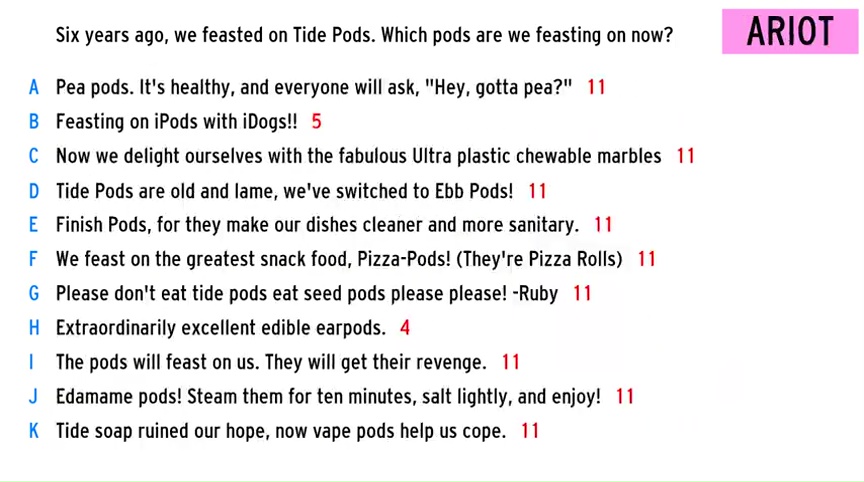 Six years ago, we feasted on Tide Pods. Which pods are we feasting on now?
ARIOT
A Pea pods. It's healthy, and everyone will ask, "Hey, gotta pea?" 11
B Feasting on iPods with iDogs!! 5
C Now we delight ourselves with the fabulous Ultra plastic chewable marbles 11
D Tide Pods are old and lame, we've switched to Ebb Pods! 11
E Finish Pods, for they make our dishes cleaner and more sanitary. 11
F We feast on the greatest snack food, Pizza-Pods! (They're Pizza Rolls) 11
G Please don't eat tide pods eat seed pods please please! -Ruby 11
H Extraordinarily excellent edible earpods. 4
I The pods will feast on us. They will get their revenge. 11
J Edamame pods! Steam them for ten minutes, salt lightly, and enjoy! 11
K Tide soap ruined our hope, now vape pods help us cope. 11